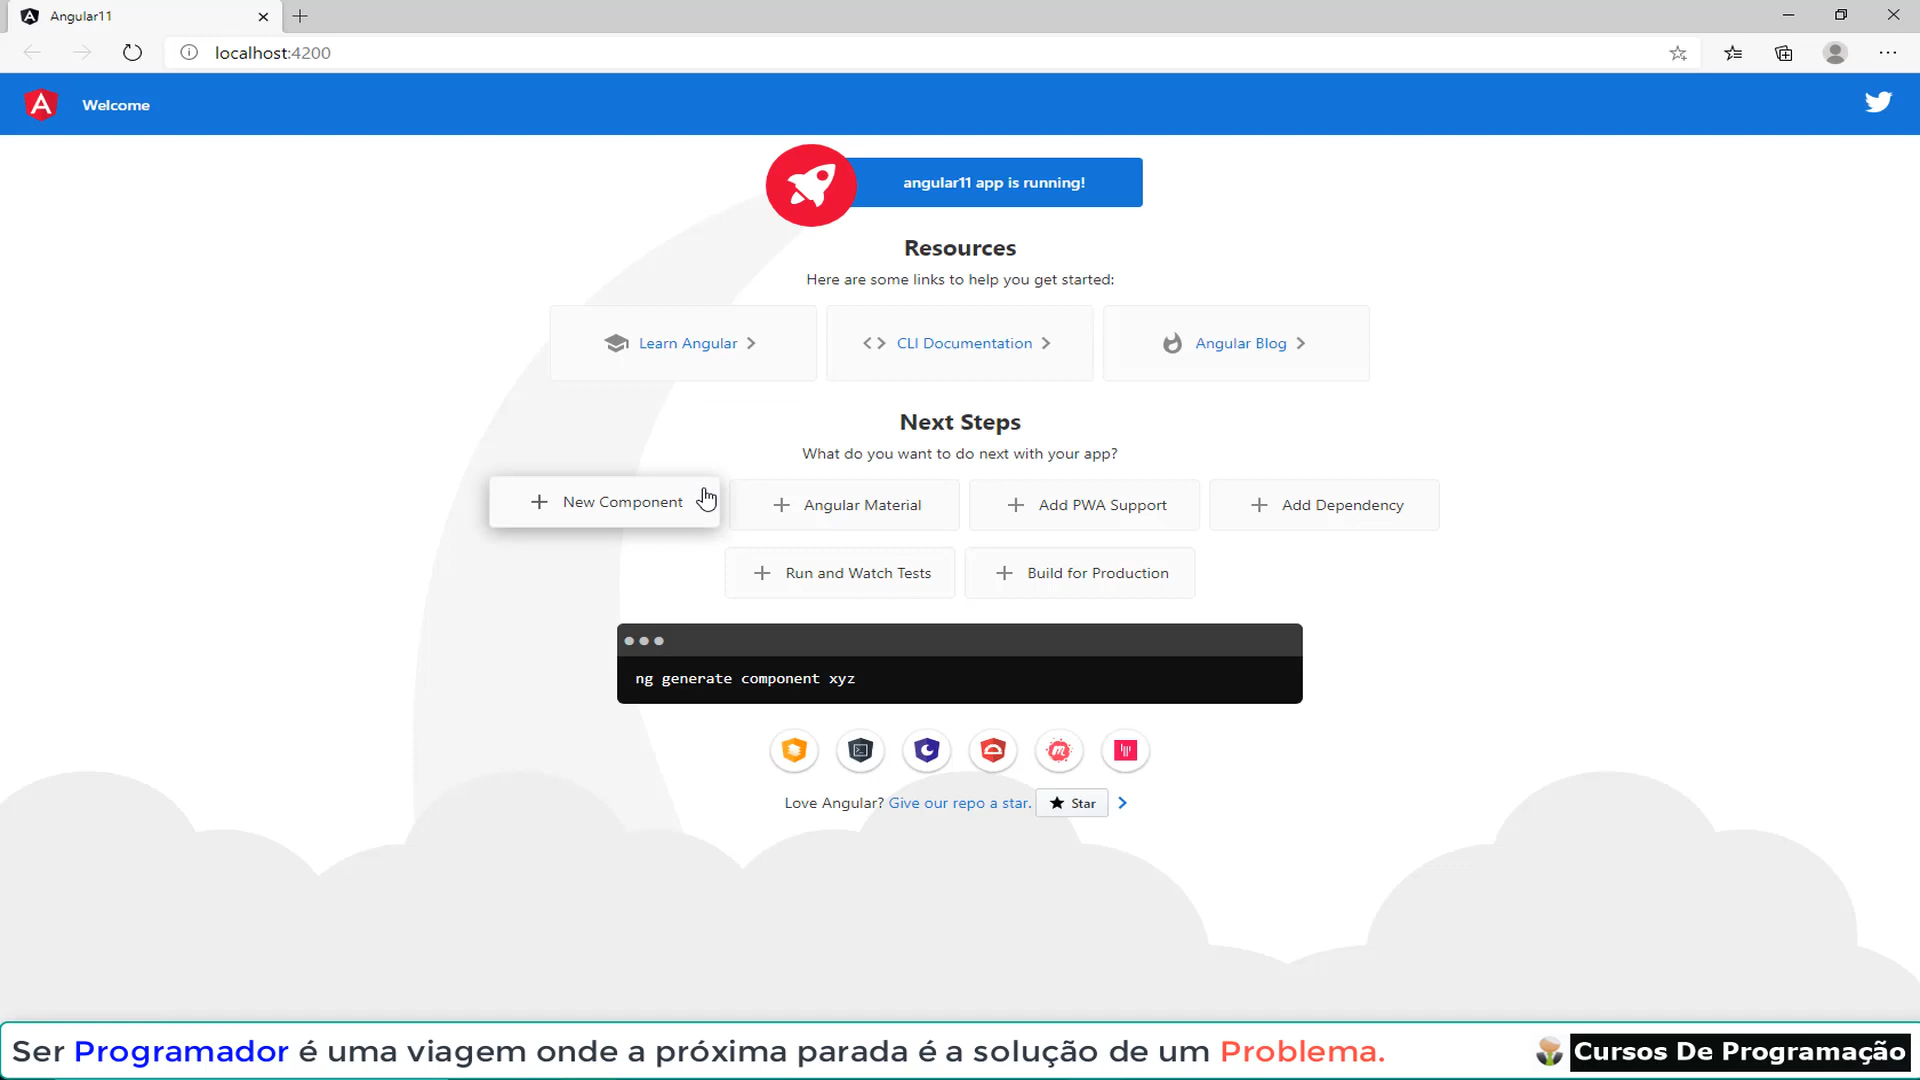 Angular11
localhost:4200
Welcome
angular11 app is running!
Resources
Here are some links to help you get started:
Learn Angular
CLI Documentation
Angular Blog
Next Steps
What do you want to do next with your app?
New Component
Angular Material
Add PWA Support
Add Dependency
Run and Watch Tests
Build for Production
ng generate component xyz
Love Angular? Give our repo a star. Star
Ser Programador é uma viagem onde a próxima parada é a solução de um Problema.
Cursos De Programação